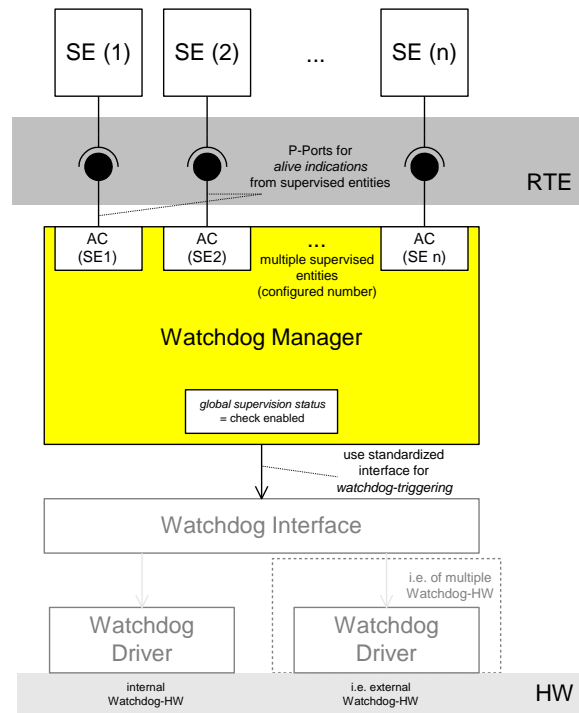 SE (1)
SE (2)
...
SE (n)
P-Ports for
alive indications
from supervised entities
RTE
AC
(SE1)
AC
(SE2)
...
multiple supervised
entities
(configured number)
AC
(SE n)
Watchdog Manager
global supervision status
= check enabled
use standardized
interface for
watchdog-triggering
Watchdog Interface
i.e. of multiple
Watchdog-HW
Watchdog
Driver
Watchdog
Driver
internal
Watchdog-HW
i.e. external
Watchdog-HW
HW